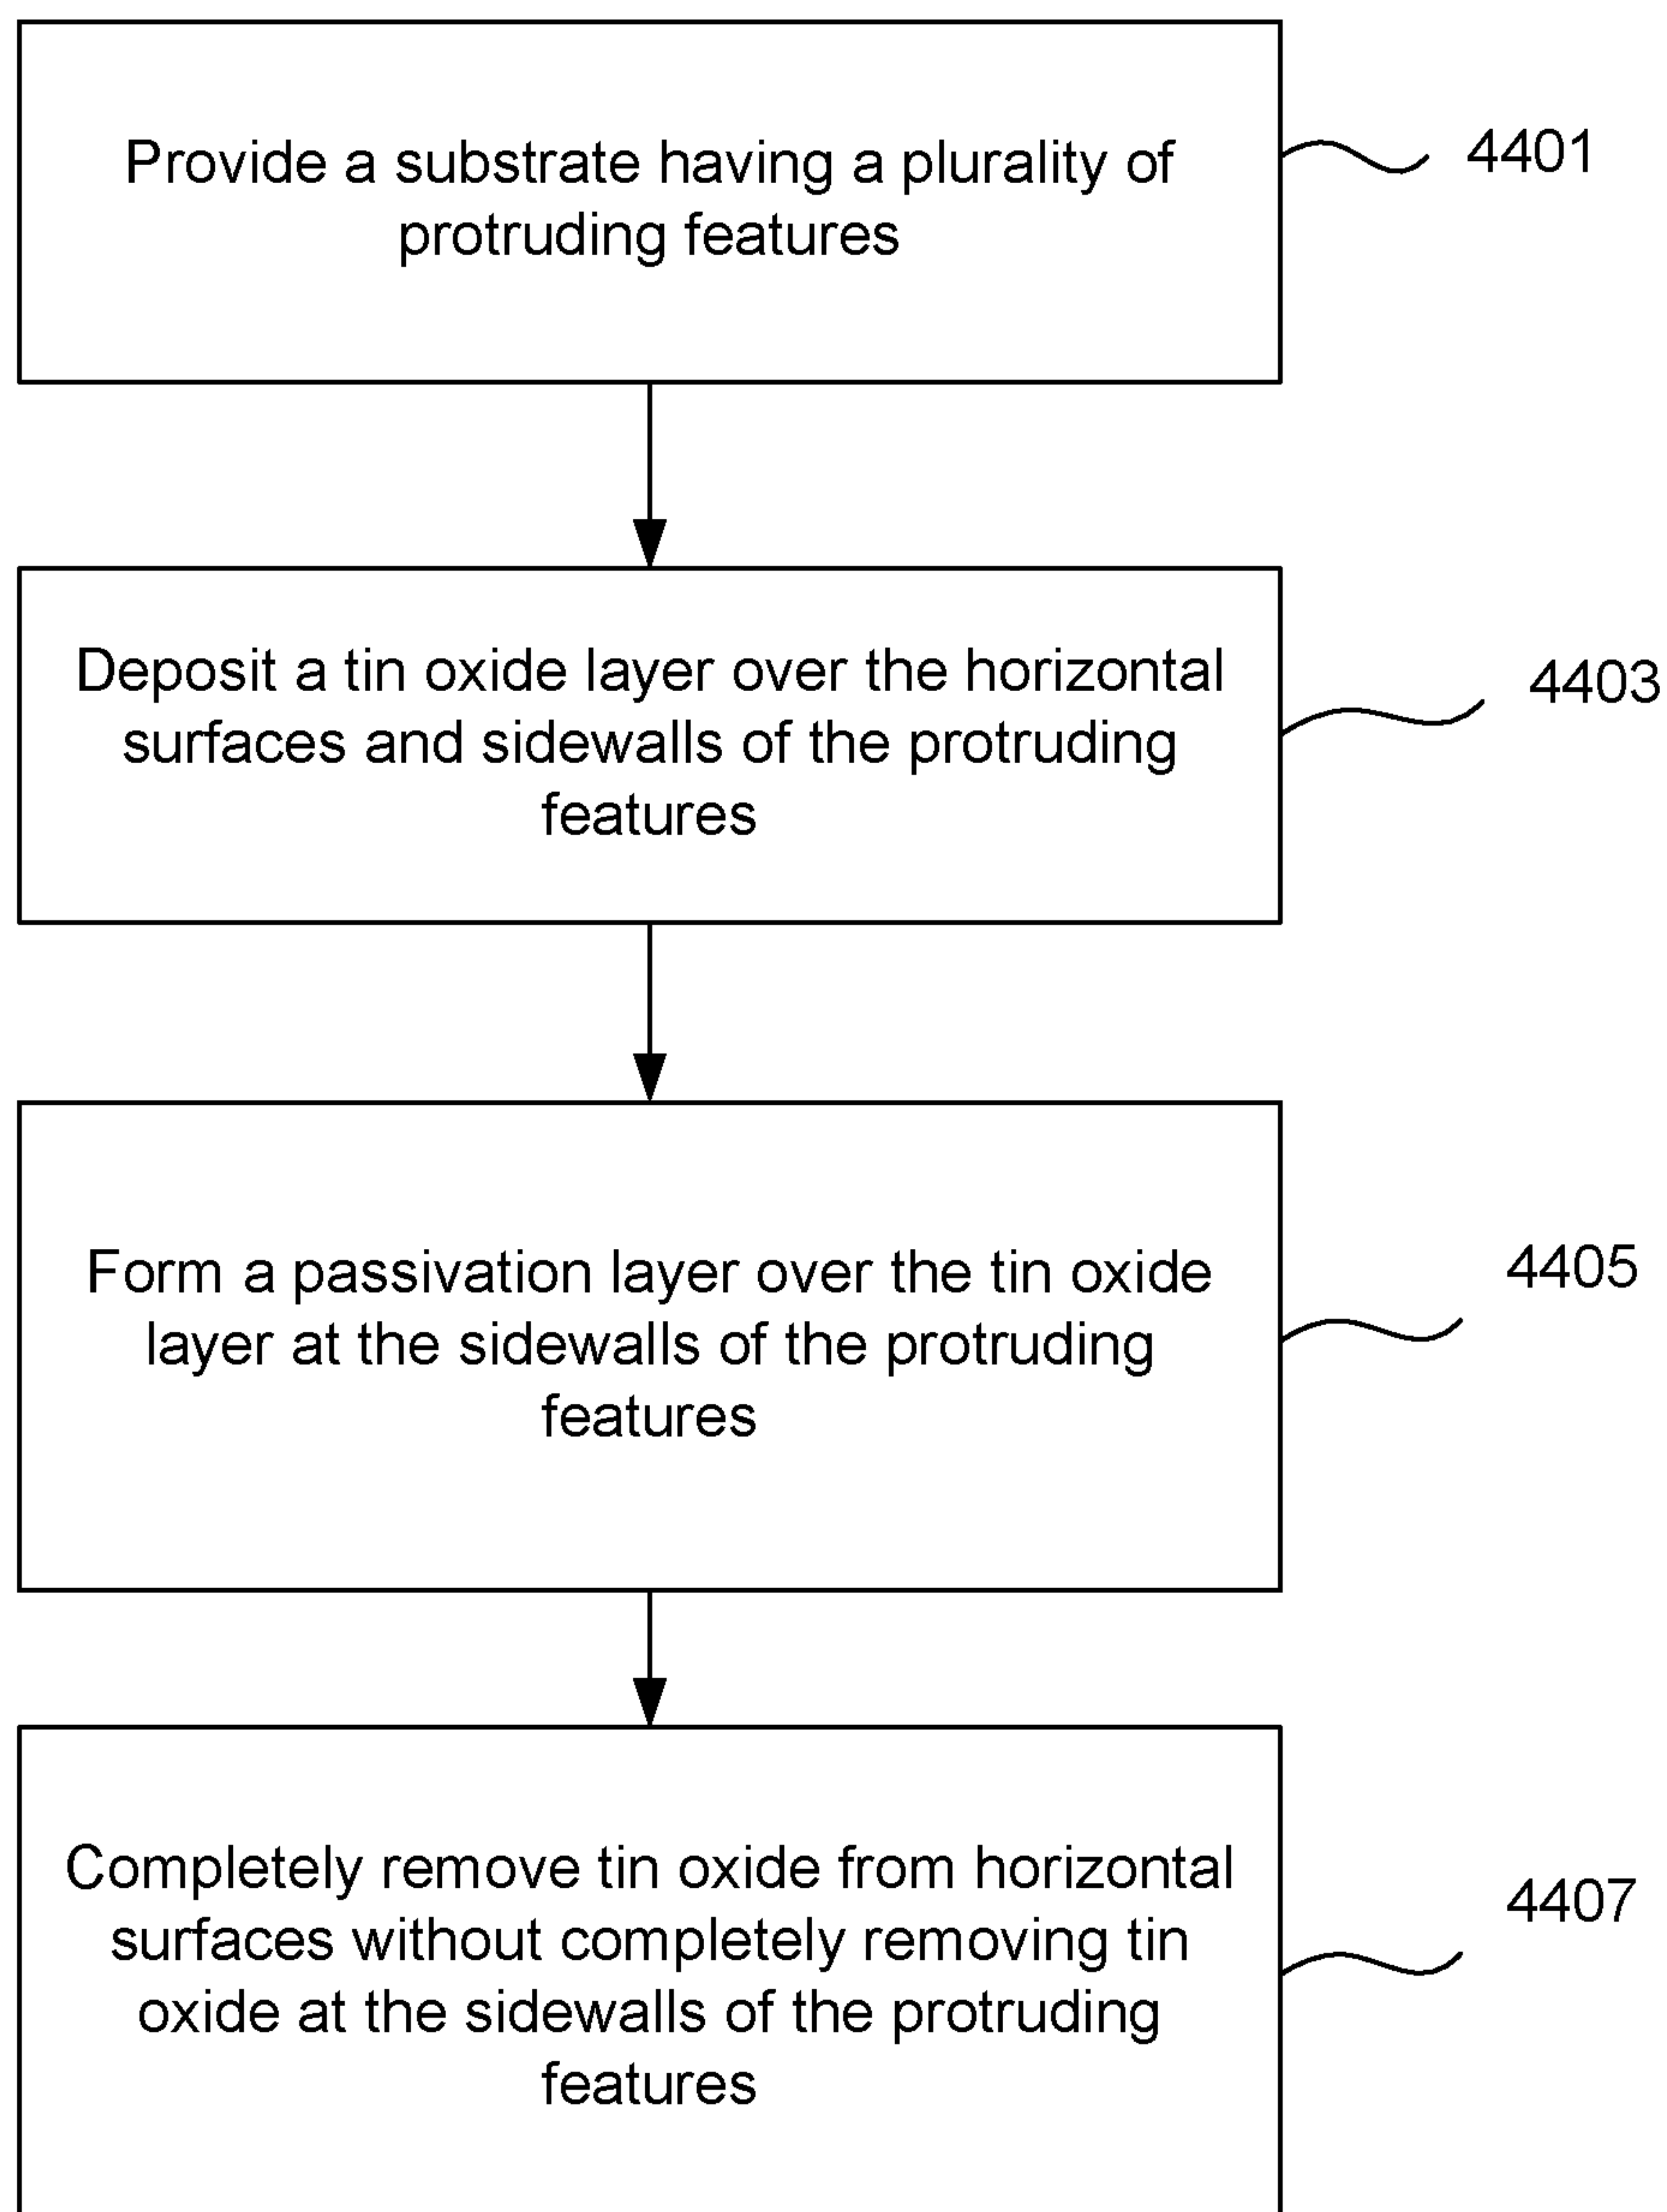 Provide a substrate having a plurality of
protruding features
4401
Deposit a tin oxide layer over the horizontal
surfaces and sidewalls of the protruding
features
4403
Form a passivation layer over the tin oxide
layer at the sidewalls of the protruding
features
4405
Completely remove tin oxide from horizontal
surfaces without completely removing tin
oxide at the sidewalls of the protruding
features
4407